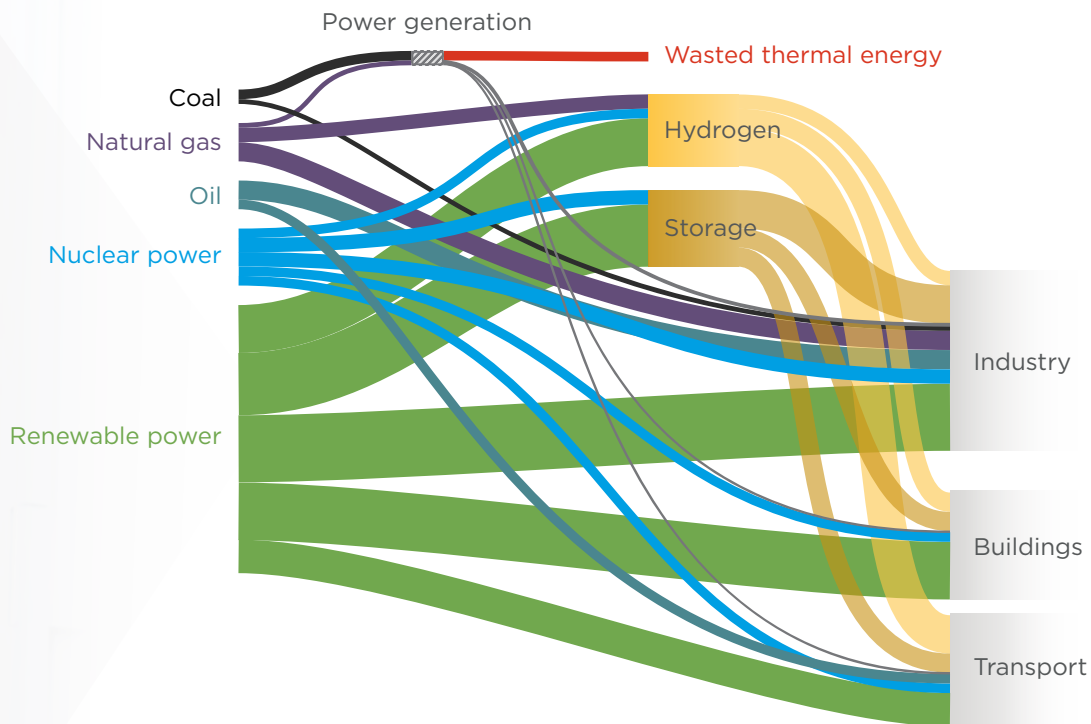 Power generation
Wasted thermal energy
Coal
Natural gas
Hydrogen
Oil
Storage
Nuclear power
Industry
Renewable power
Buildings
Transport